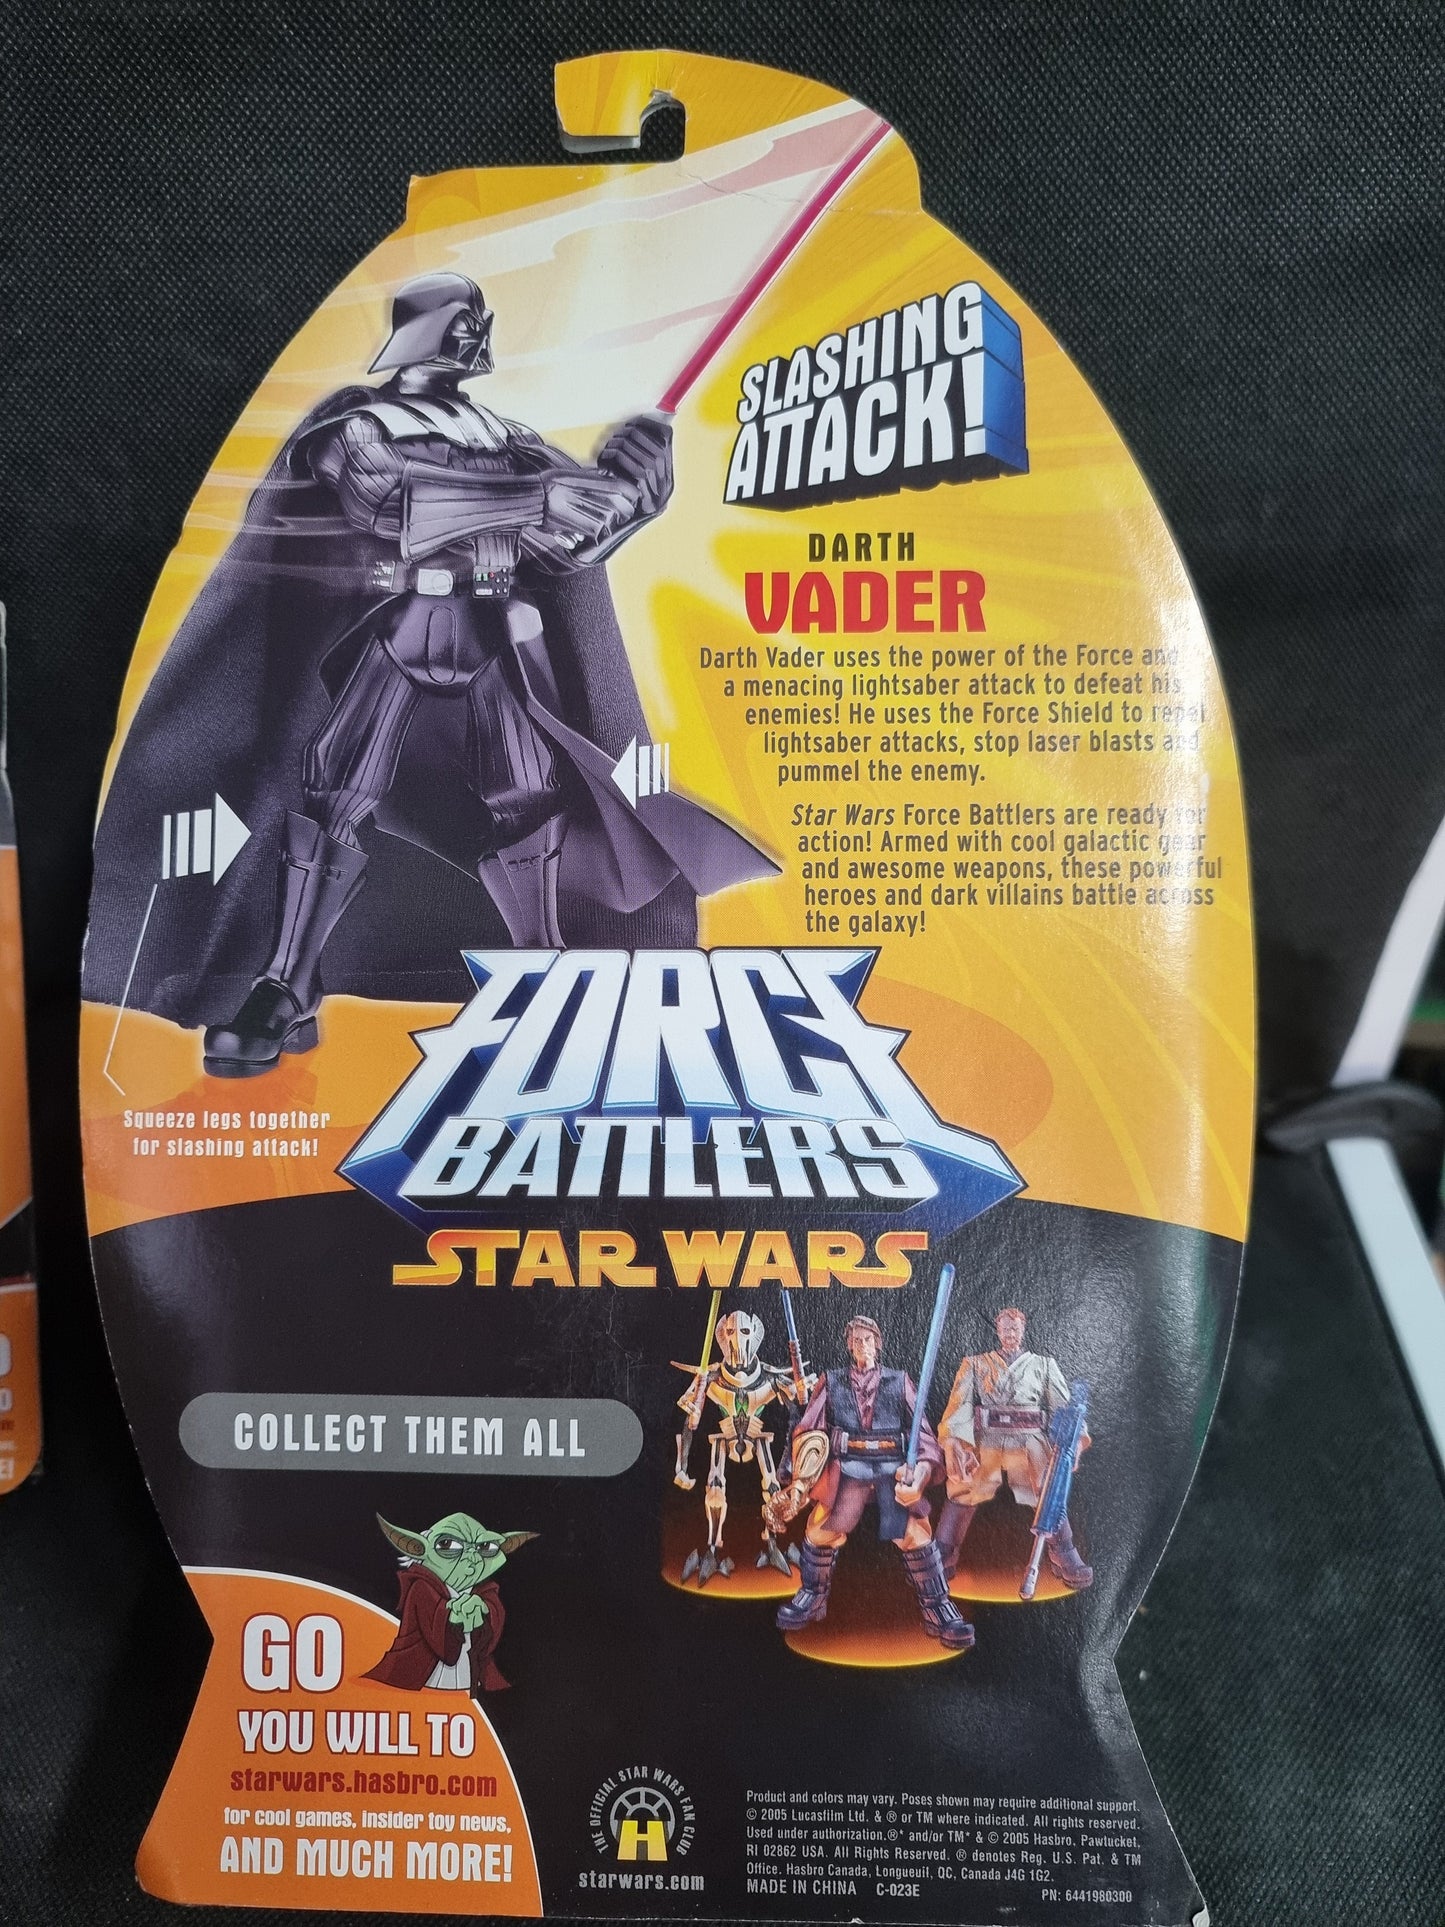 SLASHING
ATTACK!
DARTH
VADER
Darth Vader uses the power of the Force and
a menacing lightsaber attack to defeat his
enemies! He uses the Force Shield to repel
lightsaber attacks, stop laser blasts and
pummel the enemy.
Star Wars Force Battlers are ready for
action! Armed with cool galactic gear
and awesome weapons, these powerful
heroes and dark villains battle across
the galaxy!
Squeeze legs together
for slashing attack!
FORCE
BATTLERS
STAR WARS
COLLECT THEM ALL
GO
YOU WILL TO
starwars.hasbro.com
for cool games, insider toy news,
AND MUCH MORE!
THE OFFICIAL STAR WARS FAN CLUB
H
starwars.com
Product and colors may vary. Poses shown may require additional support.
© 2005 Lucasfilm Ltd. & ® or TM where indicated. All rights reserved.
Used under authorization.®* and/or TM* & © 2005 Hasbro, Pawtucket,
RI 02862 USA. All Rights Reserved. ® denotes Reg. U.S. Pat. & TM
Office. Hasbro Canada, Longueuil, QC, Canada J4G 1G2.
MADE IN CHINA C-023E
PN: 6441980300